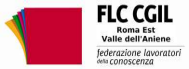 FLC CGIL
Roma Est
Valle dell'Aniene
federazione lavoratori
della conoscenza